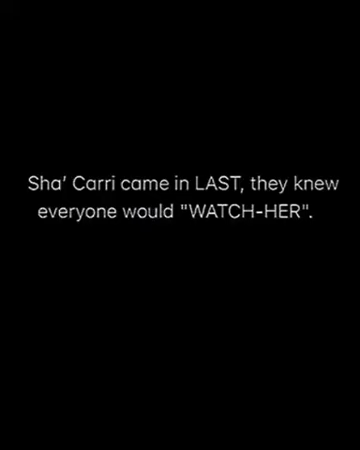 Sha' Carri came in LAST, they knew
everyone would "WATCH-HER".